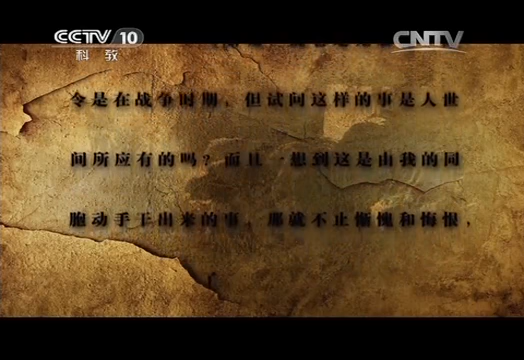 CCTV 10
科教
CNTV
令是在战争时期，但试问这样的事是人世
间所应有的吗？而且一想到这是由我的同
胞动手干出来的事，那就不止惭愧和悔恨，